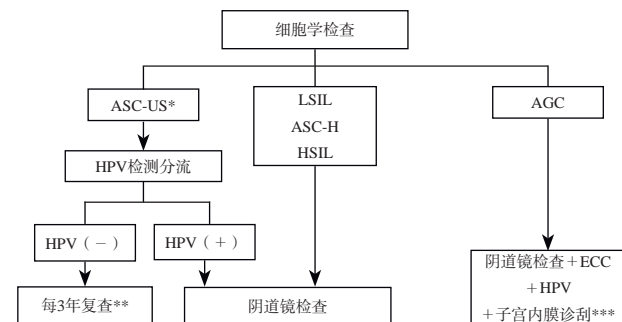 细胞学检查
ASC-US*
LSIL
ASC-H
HSIL
AGC
HPV检测分流
HPV（－）
HPV（＋）
每3年复查**
阴道镜检查
阴道镜检查＋ECC
＋HPV
＋子宫内膜诊刮***